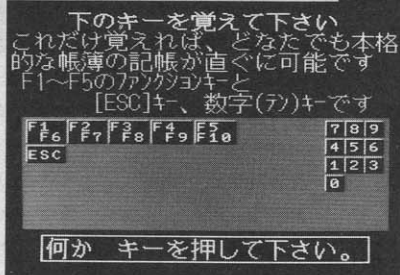 下のキーを覚えて下さい
これだけ覚えれば、どなたでも本格
的な帳簿の記帳が直ぐに可能です
F1～F5のファンクションキーと
[ESC]キー、数字(テン)キーです
F1 F2 F3 F4 F5
F6 F7 F8 F9 F10
ESC
7 8 9
4 5 6
1 2 3
0
何か キーを押して下さい。